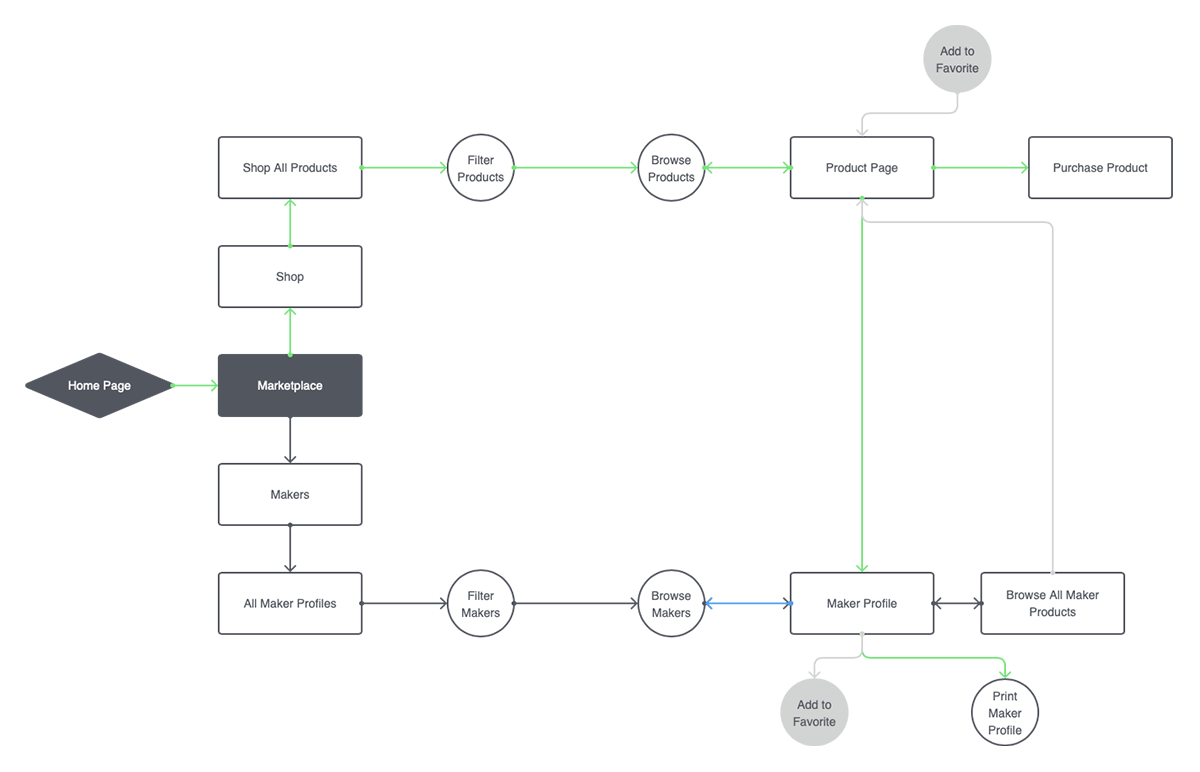 Add to
Favorite
Shop All Products
Filter
Products
Browse
Products
Product Page
Purchase Product
Shop
Home Page
Marketplace
Makers
All Maker Profiles
Filter
Makers
Browse
Makers
Maker Profile
Browse All Maker
Products
Add to
Favorite
Print
Maker
Profile